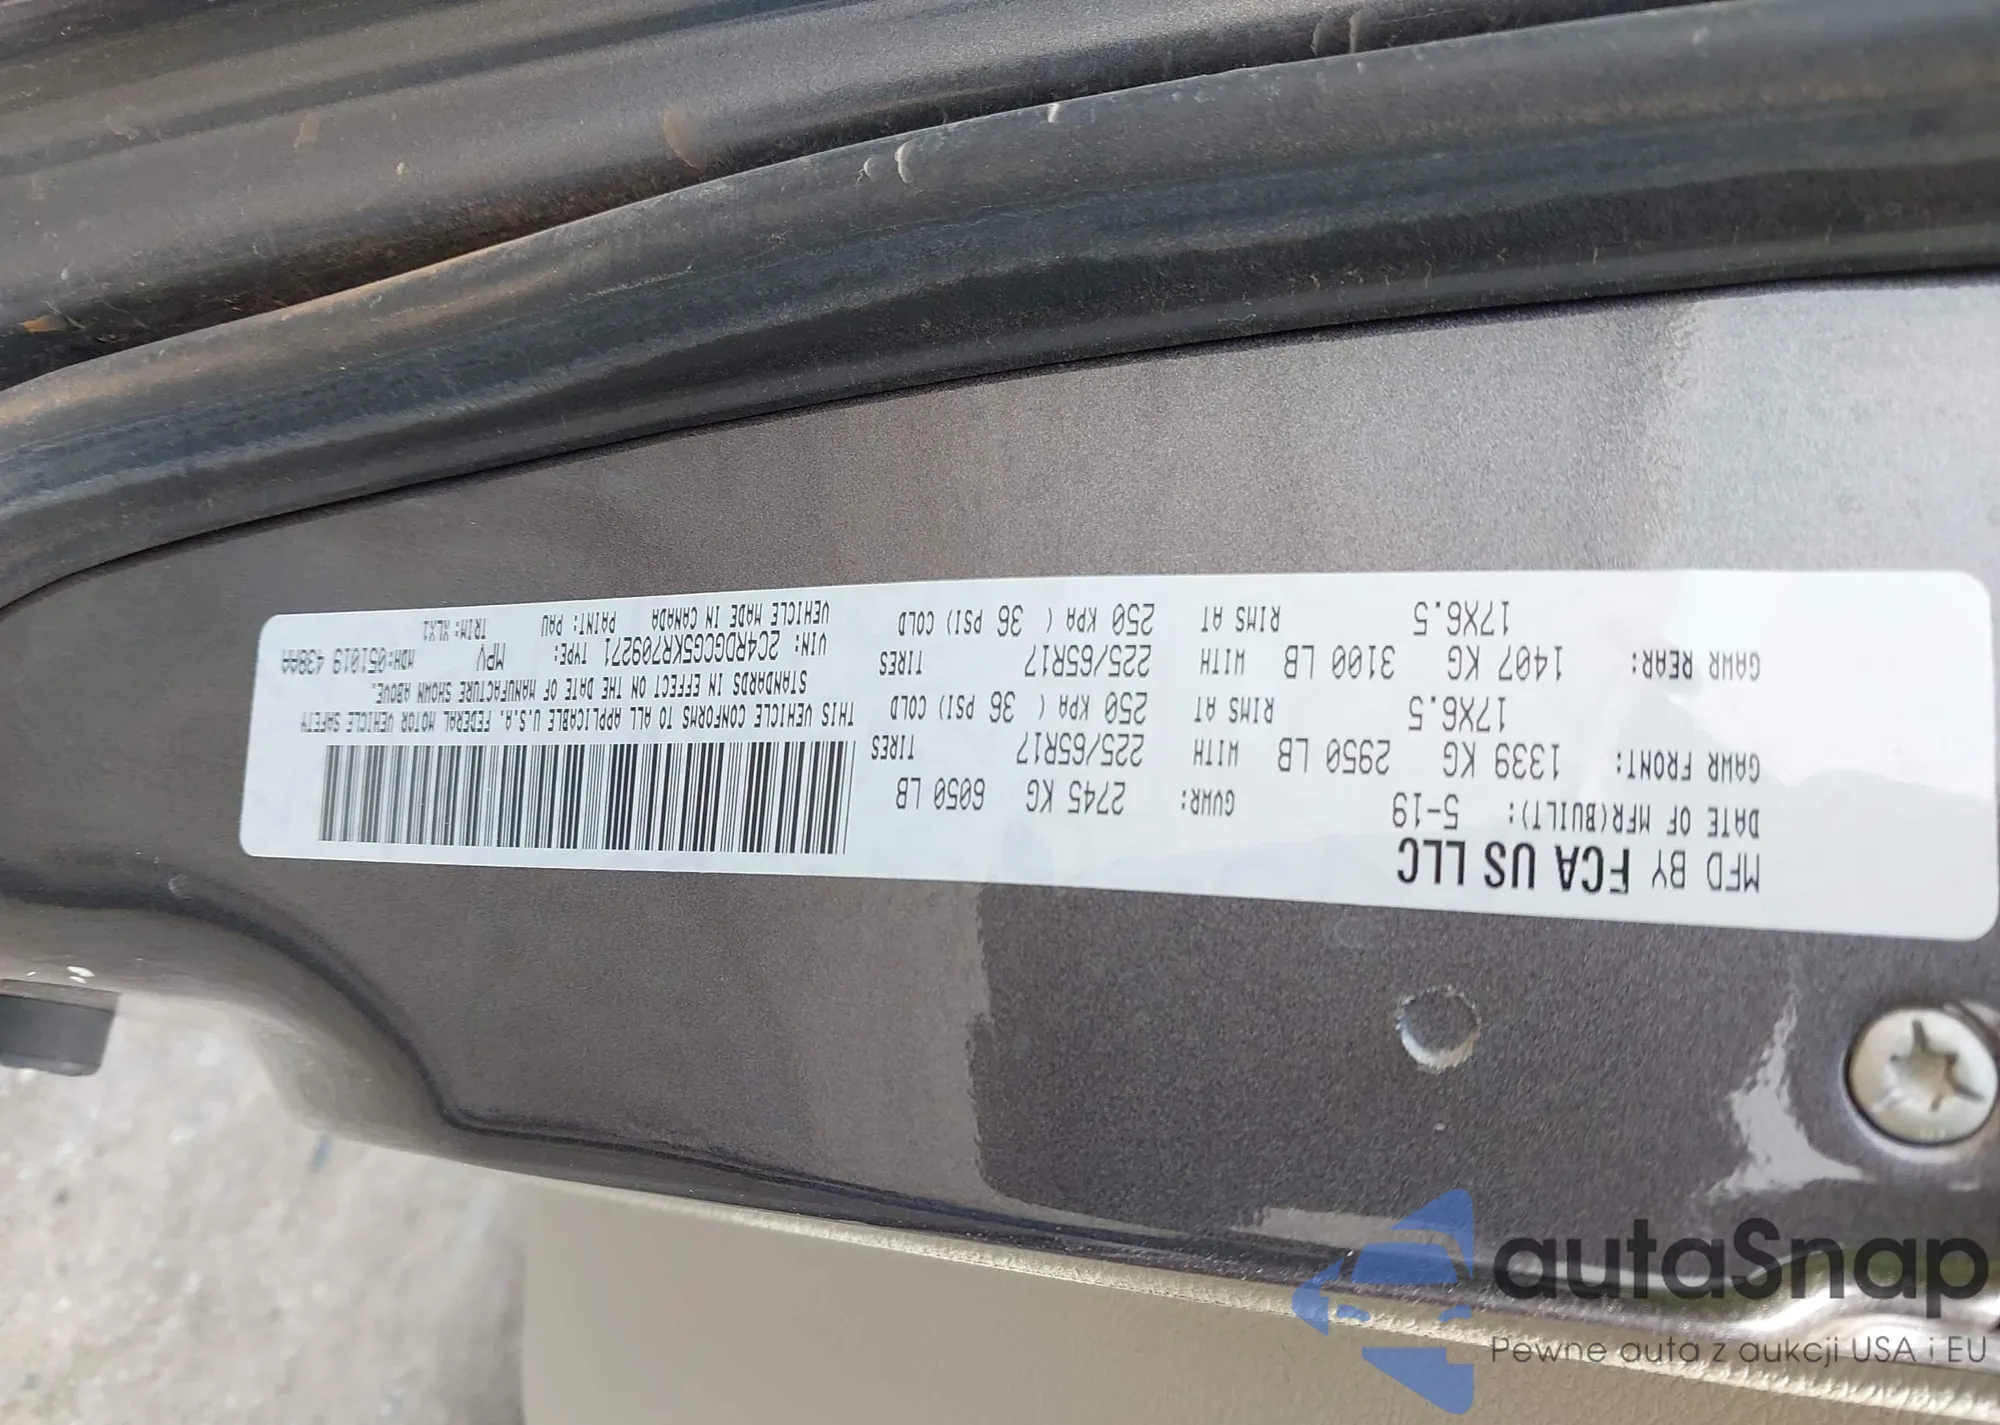 MFD BY FCA US LLC
DATE OF MFR(BUILT): 5-19 GVWR: 2745 KG 6050 LB
GAWR FRONT: 1339 KG 2950 LB WITH 225/65R17 TIRES
17X6.5 RIMS AT 250 KPA ( 36 PSI) COLD
GAWR REAR: 1407 KG 3100 LB WITH 225/65R17 TIRES
17X6.5 RIMS AT 250 KPA ( 36 PSI) COLD
THIS VEHICLE CONFORMS TO ALL APPLICABLE U.S.A. FEDERAL MOTOR VEHICLE SAFETY
STANDARDS IN EFFECT ON THE DATE OF MANUFACTURE SHOWN ABOVE.
VIN: 2C4RDGCG5KR709271 TYPE: MPV MDH:051019 438AA
VEHICLE MADE IN CANADA PAINT: PAU TRIM: XLX1
autaSnap
Pewne auta z aukcji USA i EU